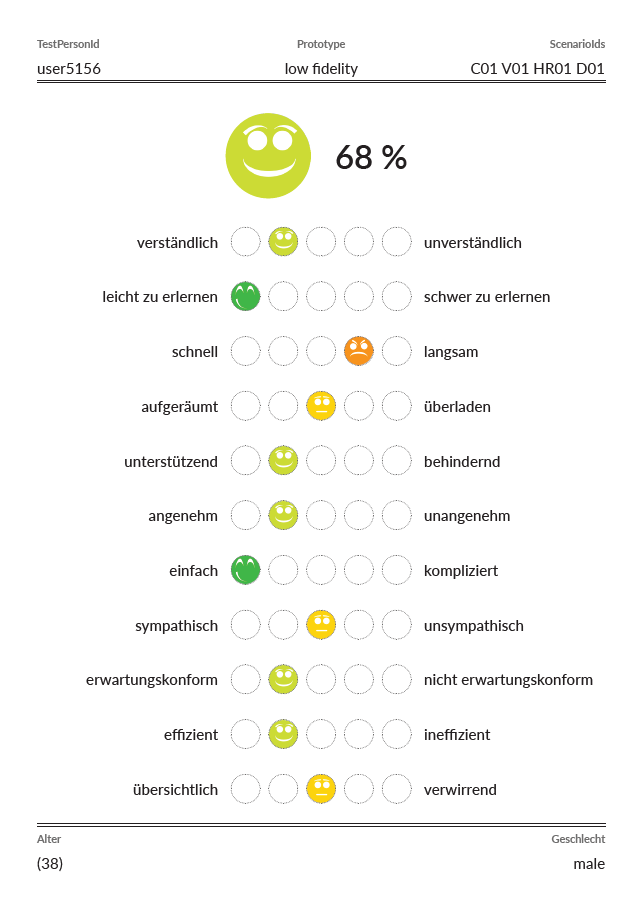 TestPersonId Prototype ScenarioIds
user5156 low fidelity C01 V01 HR01 D01
68 %
verständlich unverständlich
leicht zu erlernen schwer zu erlernen
schnell langsam
aufgeräumt überladen
unterstützend behindernd
angenehm unangenehm
einfach kompliziert
sympathisch unsympathisch
erwartungskonform nicht erwartungskonform
effizient ineffizient
übersichtlich verwirrend
Alter Geschlecht
(38) male